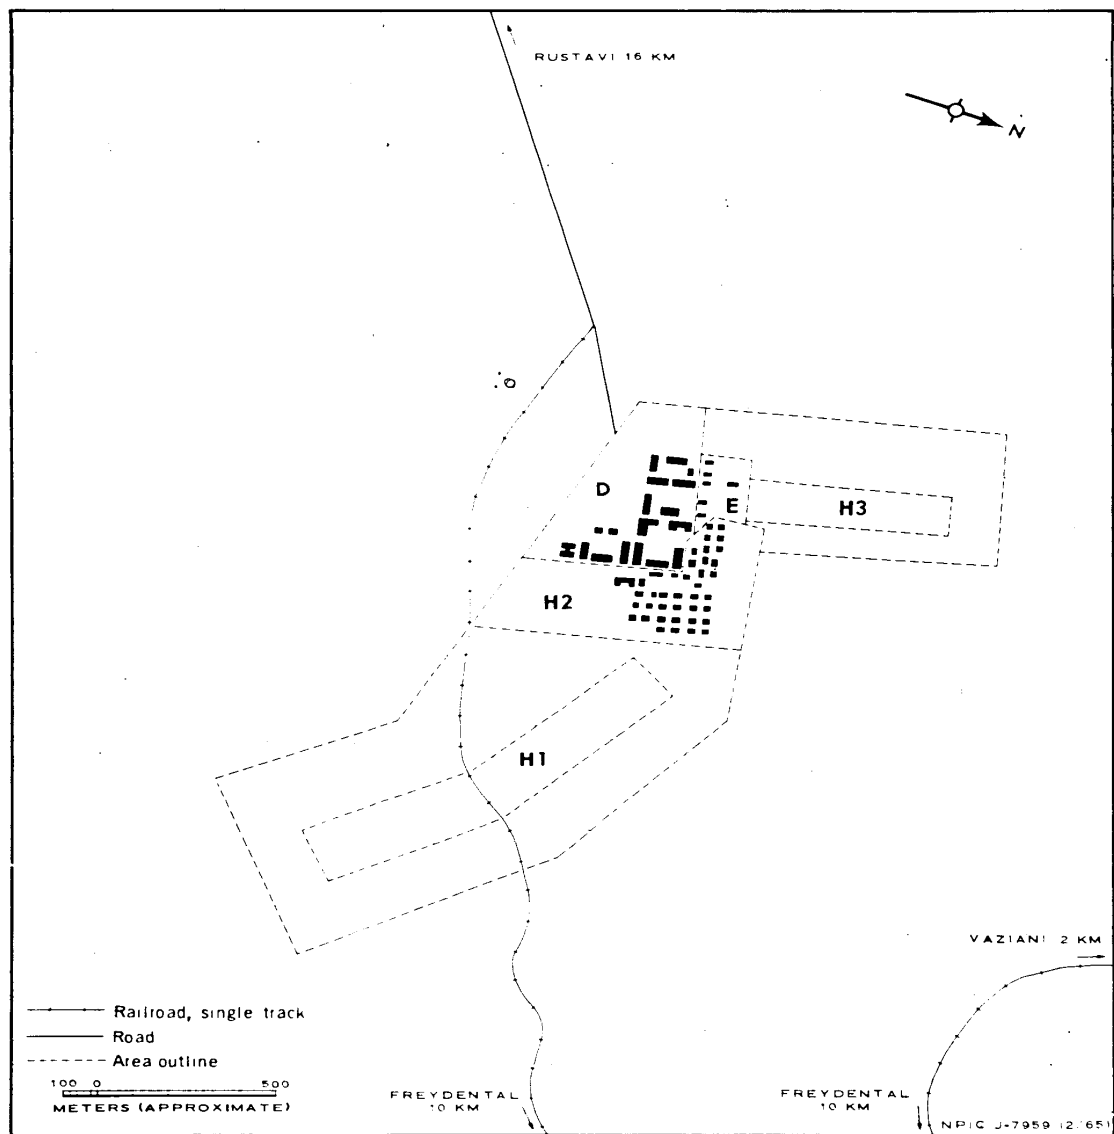 RUSTAVI 16 KM
N
D
E
H3
H2
H1
VAZIANI 2 KM
Railroad, single track
Road
Area outline
100 0 500
METERS (APPROXIMATE)
FREYDENTAL
10 KM
FREYDENTAL
10 KM
NPIC J-7959 (2/65)